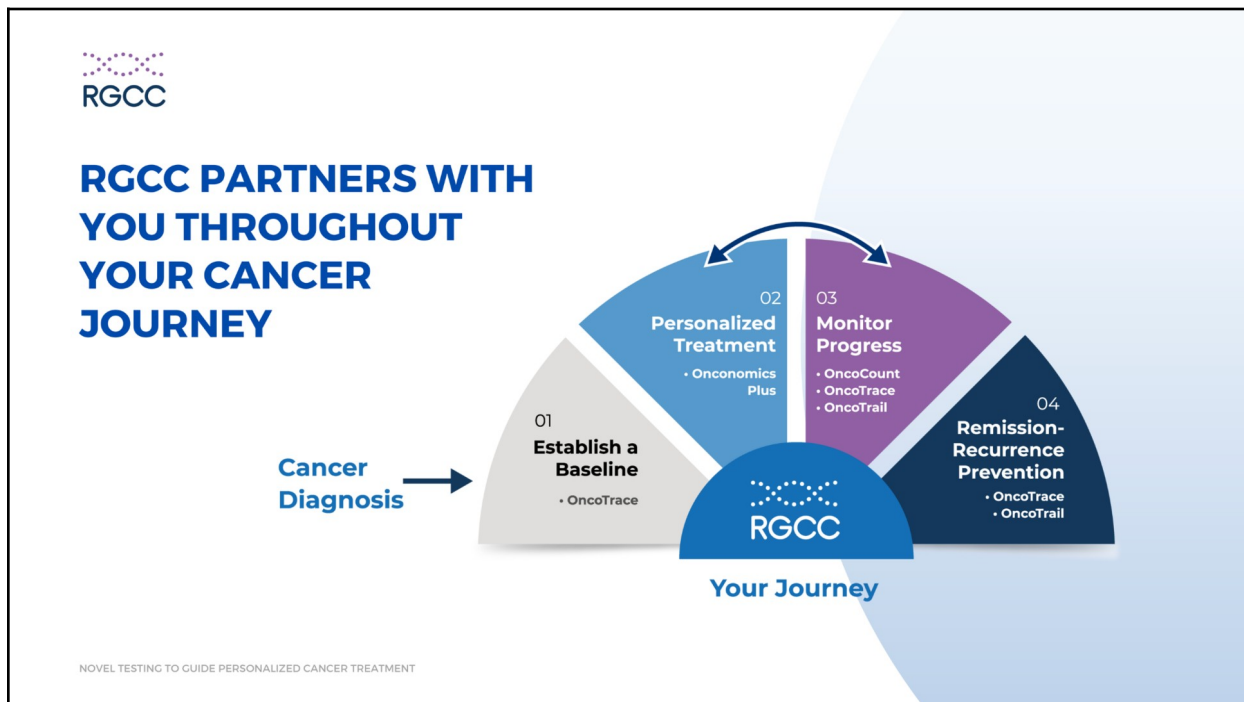 RGCC
RGCC PARTNERS WITH
YOU THROUGHOUT
YOUR CANCER
JOURNEY
Cancer
Diagnosis
01
Establish a
Baseline
• OncoTrace
02
Personalized
Treatment
• Onconomics
Plus
03
Monitor
Progress
• OncoCount
• OncoTrace
• OncoTrail
04
Remission-
Recurrence
Prevention
• OncoTrace
• OncoTrail
RGCC
Your Journey
NOVEL TESTING TO GUIDE PERSONALIZED CANCER TREATMENT